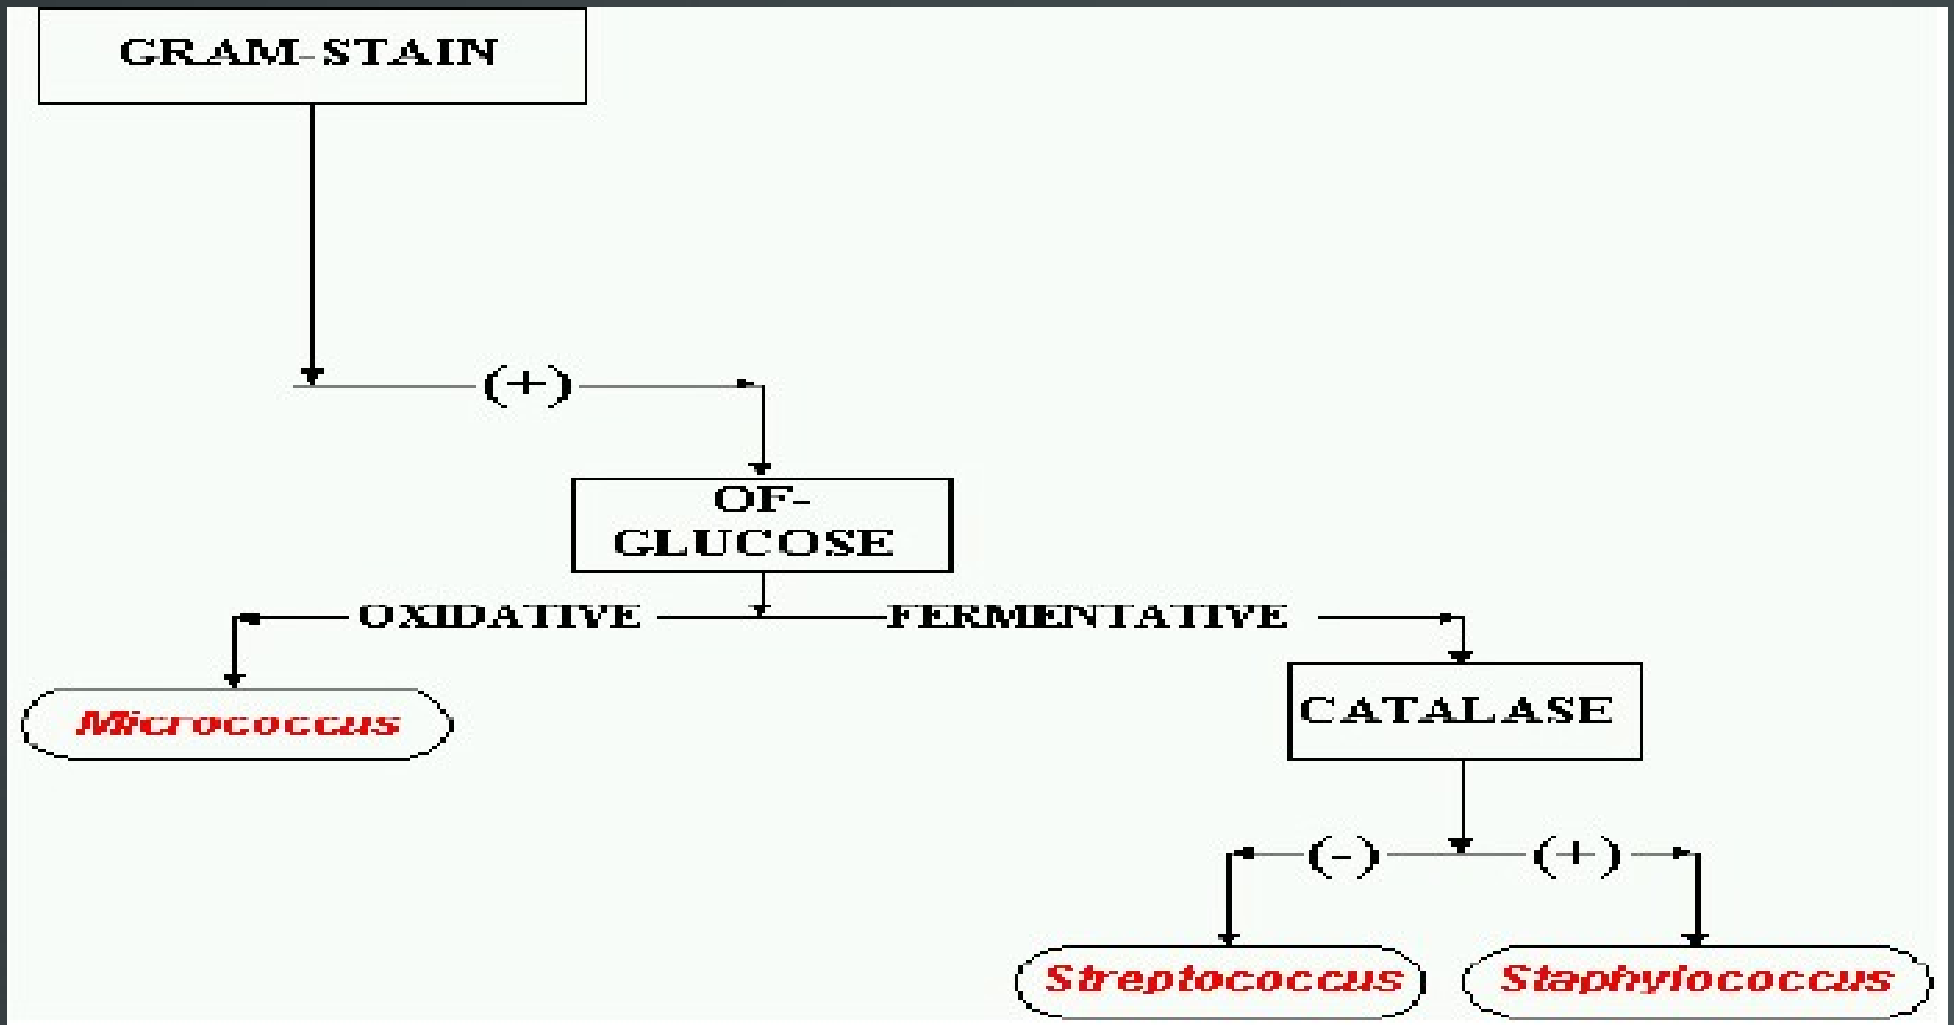 GRAM-STAIN
(+)
OF-
GLUCOSE
OXIDATIVE
FERMENTATIVE
Micrococcus
CATALASE
(-)
(+)
Streptococcus
Staphylococcus